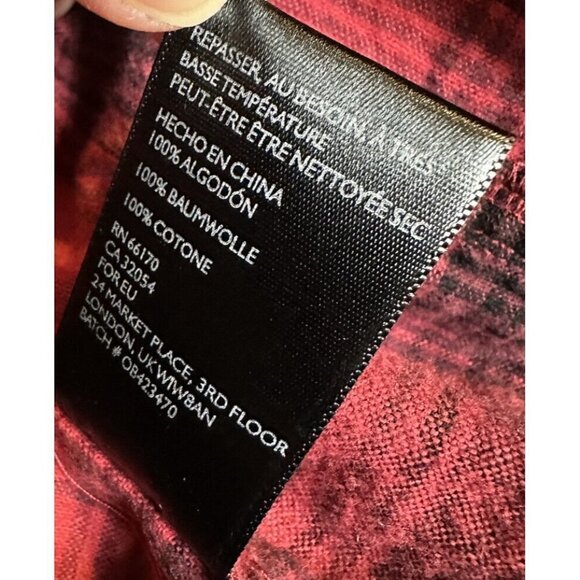 REPASSER, AU BESOIN, À TRÈS
BASSE TEMPÉRATURE
PEUT-ÊTRE ÊTRE NETTOYÉE SEC
HECHO EN CHINA
100% ALGODÓN
100% BAUMWOLLE
100% COTONE
RN 66170
CA 32054
FOR EU
24 MARKET PLACE, 3RD FLOOR
LONDON, UK W1W8AN
BATCH # OB423470